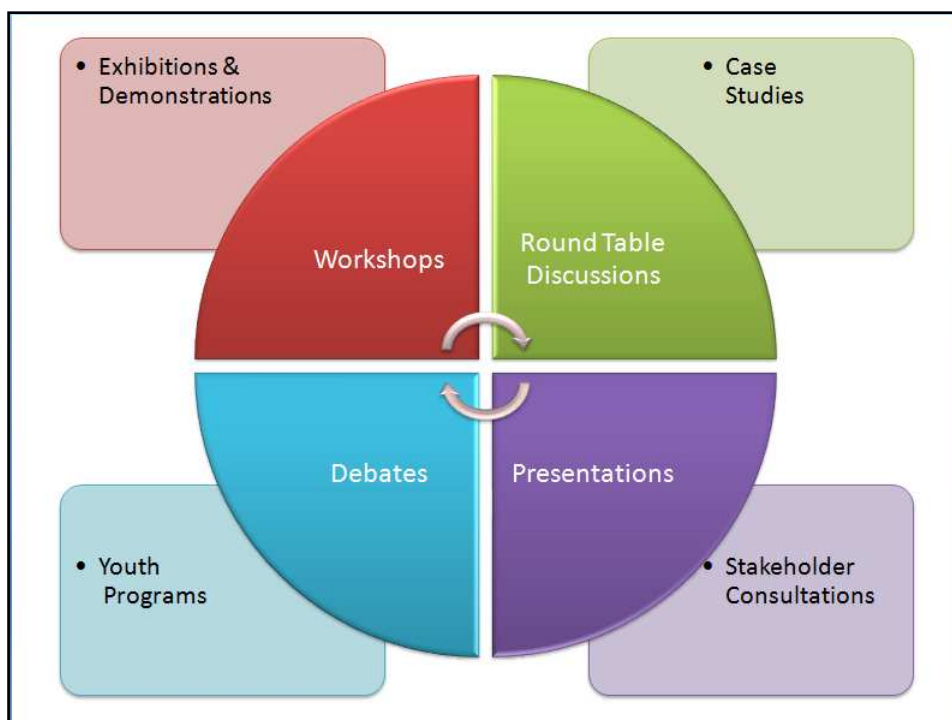 • Exhibitions &
Demonstrations
• Case
Studies
Workshops
Round Table
Discussions
Debates
Presentations
• Youth
Programs
• Stakeholder
Consultations